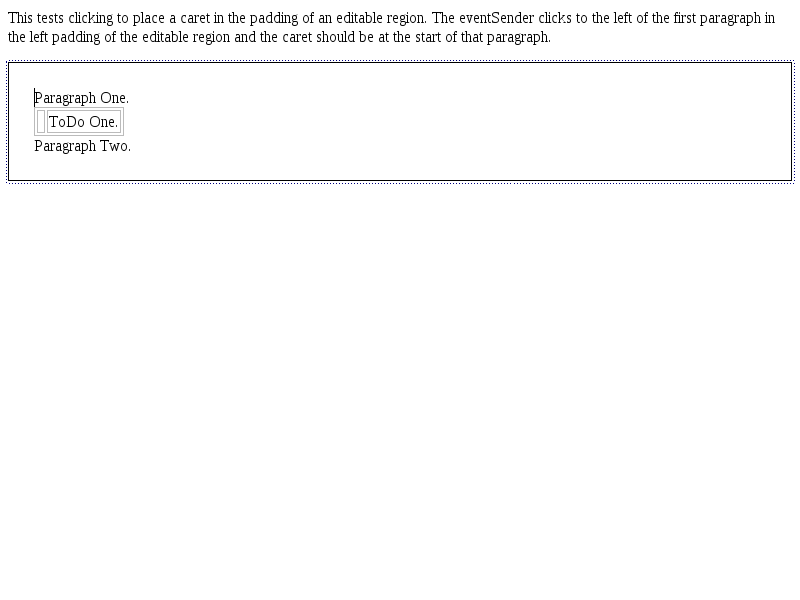 This tests clicking to place a caret in the padding of an editable region. The eventSender clicks to the left of the first paragraph in
the left padding of the editable region and the caret should be at the start of that paragraph.
Paragraph One.
ToDo One.
Paragraph Two.